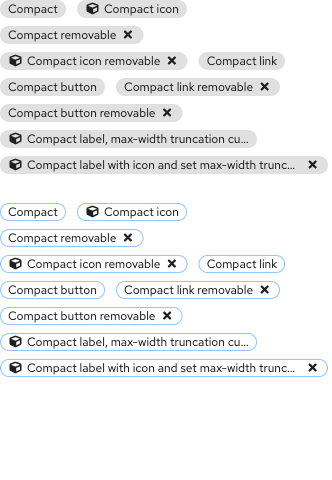 Compact Compact icon
Compact removable
Compact icon removable Compact link
Compact button Compact link removable
Compact button removable
Compact label, max-width truncation cu...
Compact label with icon and set max-width trunc...
Compact Compact icon
Compact removable
Compact icon removable Compact link
Compact button Compact link removable
Compact button removable
Compact label, max-width truncation cu...
Compact label with icon and set max-width trunc...